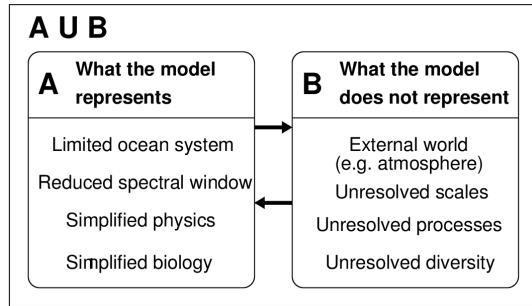 A U B
A
What the model
represents
Limited ocean system
Reduced spectral window
Simplified physics
Simplified biology
B
What the model
does not represent
External world
(e.g. atmosphere)
Unresolved scales
Unresolved processes
Unresolved diversity